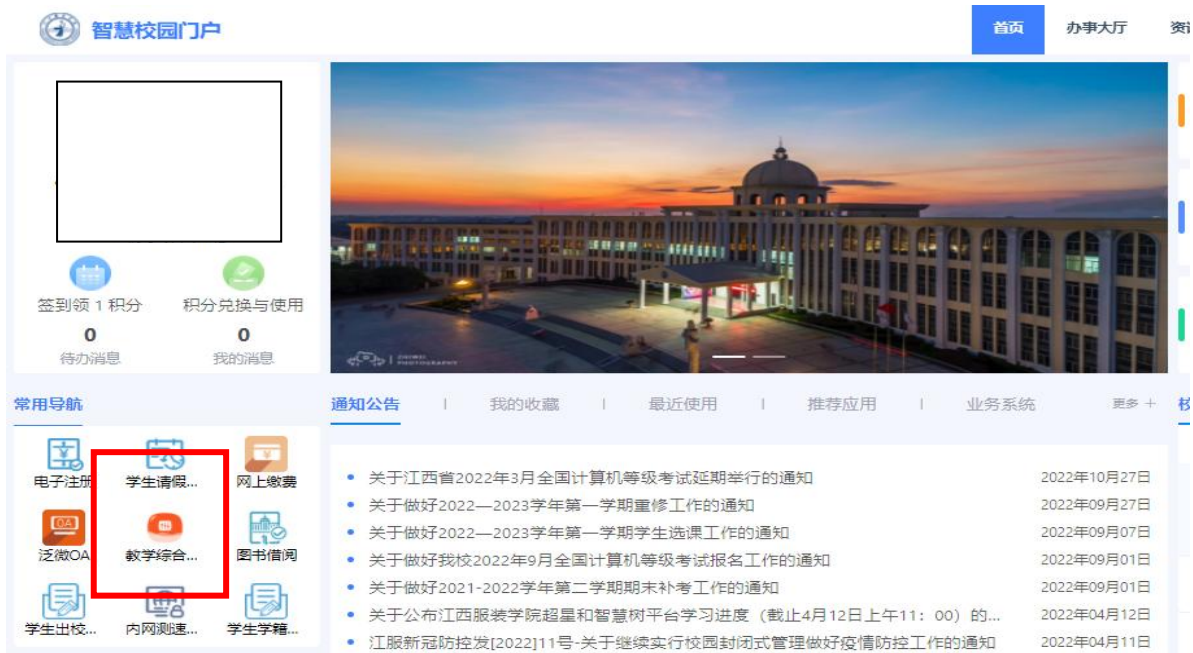 智慧校园门户
首页 办事大厅
签到领 1 积分 积分兑换与使用
0 0
待办消息 我的消息
常用导航
电子注册 学生请假... 网上缴费
OA
泛微OA 教学综合... 图书借阅
学生出校... 内网测速... 学生学籍...
通知公告 | 我的收藏 | 最近使用 | 推荐应用 | 业务系统 更多 +
• 关于江西省2022年3月全国计算机等级考试延期举行的通知 2022年10月27日
• 关于做好2022—2023学年第一学期重修工作的通知 2022年09月27日
• 关于做好2022—2023学年第一学期学生选课工作的通知 2022年09月07日
• 关于做好我校2022年9月全国计算机等级考试报名工作的通知 2022年09月01日
• 关于做好2021-2022学年第二学期期末补考工作的通知 2022年09月01日
• 关于公布江西服装学院超星和智慧树平台学习进度（截止4月12日上午11：00）的... 2022年04月12日
• 江服新冠防控发[2022]11号-关于继续实行校园封闭式管理做好疫情防控工作的通知 2022年04月11日